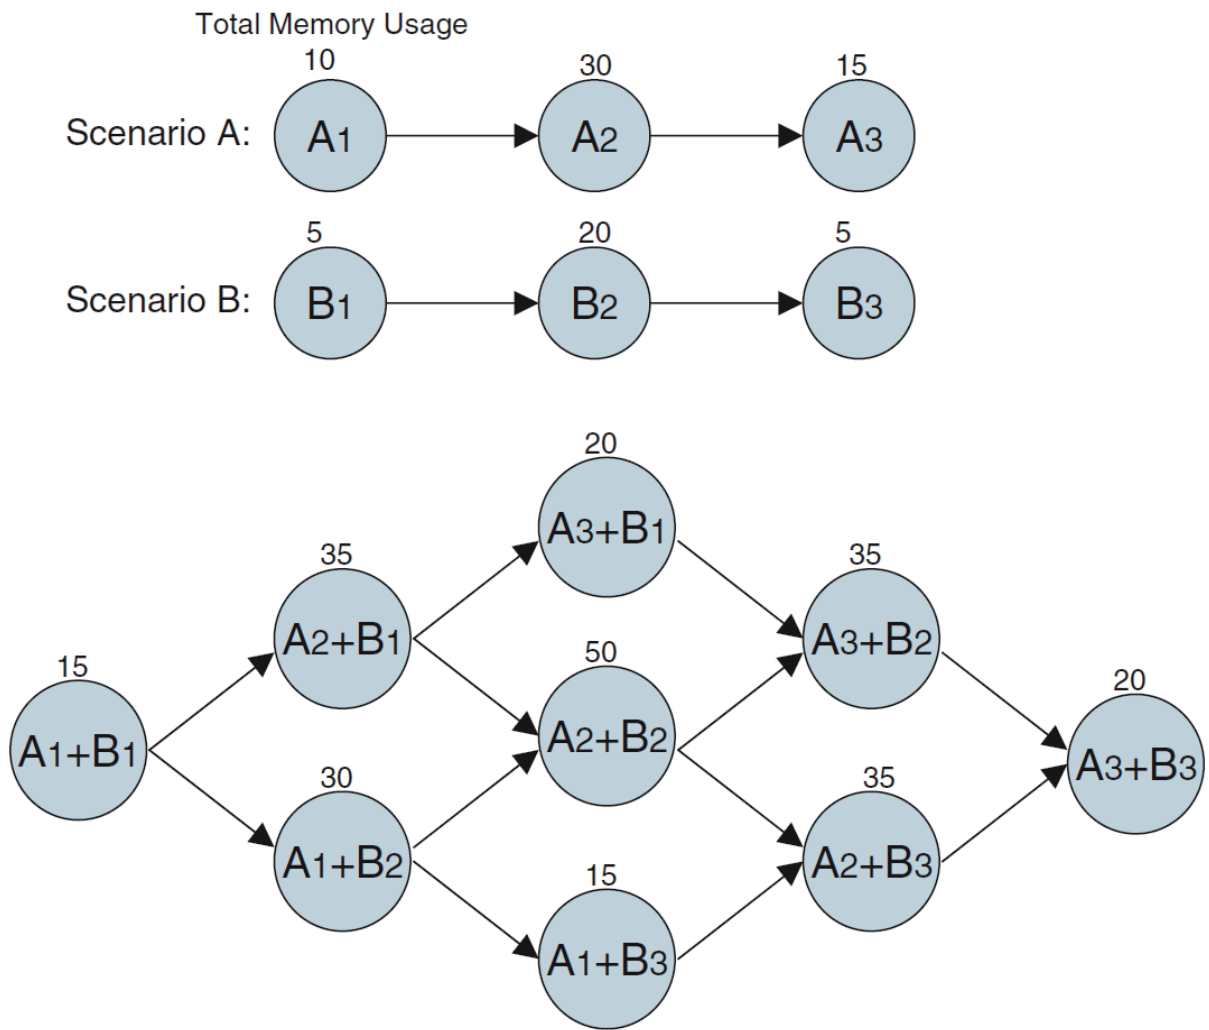 Total Memory Usage
10 30 15
Scenario A: A1 A2 A3
5 20 5
Scenario B: B1 B2 B3
20
A3+B1
35 35
A2+B1 A3+B2
15 50 20
A1+B1 A2+B2 A3+B3
30 35
A1+B2 A2+B3
15
A1+B3